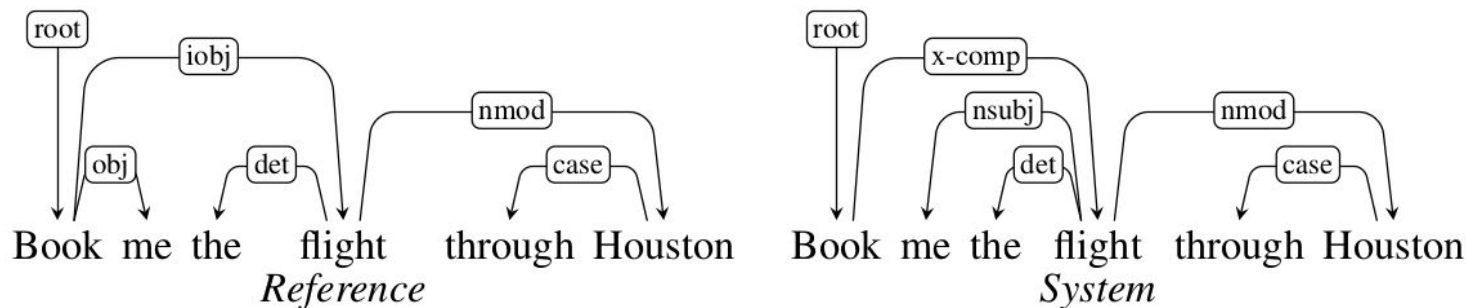 root
iobj
nmod
obj
det
case
Book me the flight through Houston
Reference
root
x-comp
nsubj
nmod
det
case
Book me the flight through Houston
System